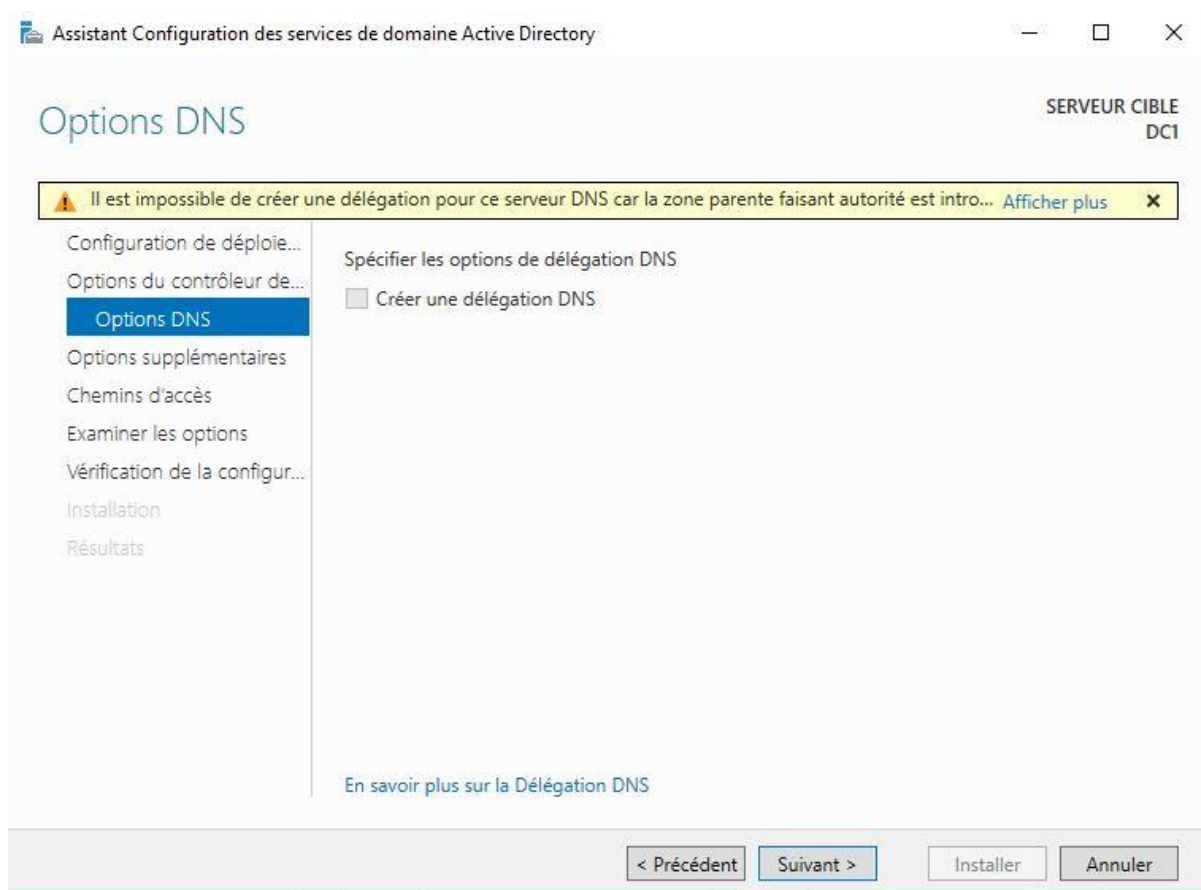 Assistant Configuration des services de domaine Active Directory
Options DNS
SERVEUR CIBLE
DC1
Il est impossible de créer une délégation pour ce serveur DNS car la zone parente faisant autorité est intro... Afficher plus
Configuration de déploie...
Options du contrôleur de...
Options DNS
Options supplémentaires
Chemins d'accès
Examiner les options
Vérification de la configur...
Installation
Résultats
Spécifier les options de délégation DNS
Créer une délégation DNS
En savoir plus sur la Délégation DNS
< Précédent
Suivant >
Installer
Annuler